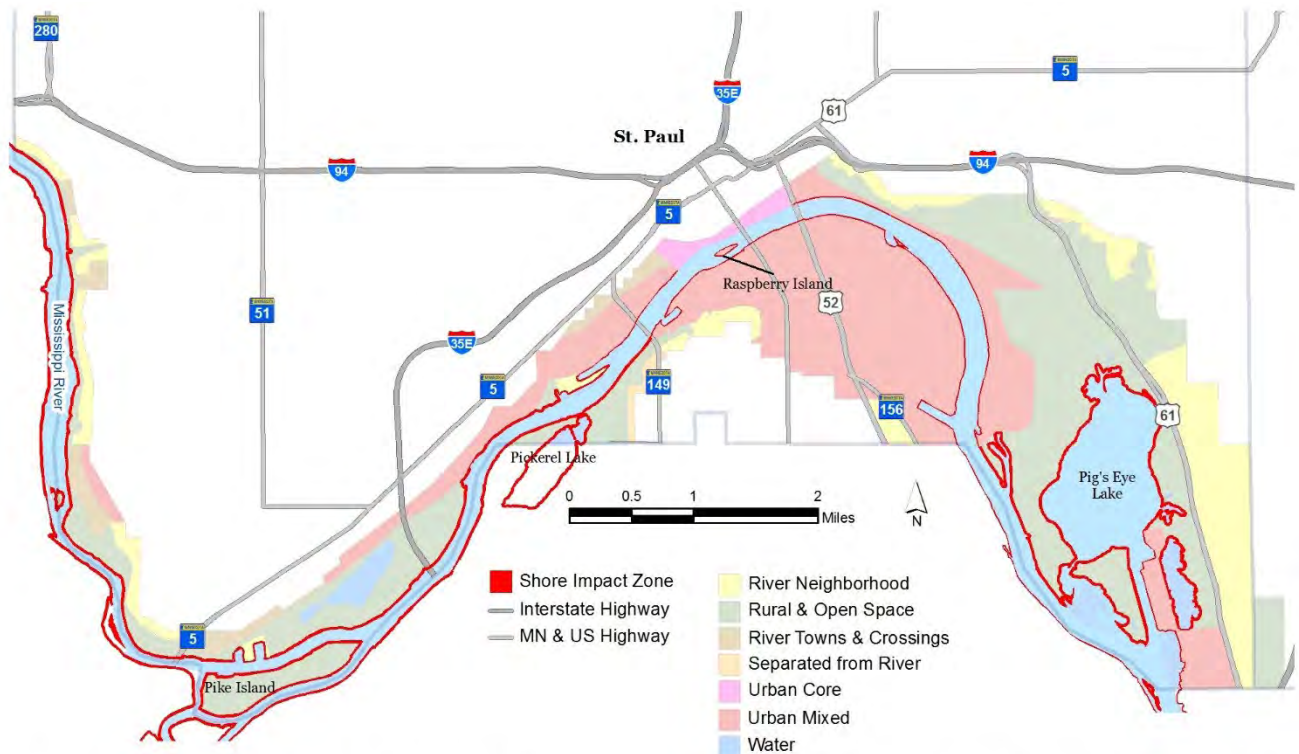 280
5
35E
61
St. Paul
94
94
5
Raspberry Island
Mississippi River
51
52
35E
5
149
156
61
Pickerel Lake
Pig's Eye
Lake
0 0.5 1 2
Miles
N
Shore Impact Zone
Interstate Highway
MN & US Highway
River Neighborhood
Rural & Open Space
River Towns & Crossings
Separated from River
Urban Core
Urban Mixed
Water
5
Pike Island